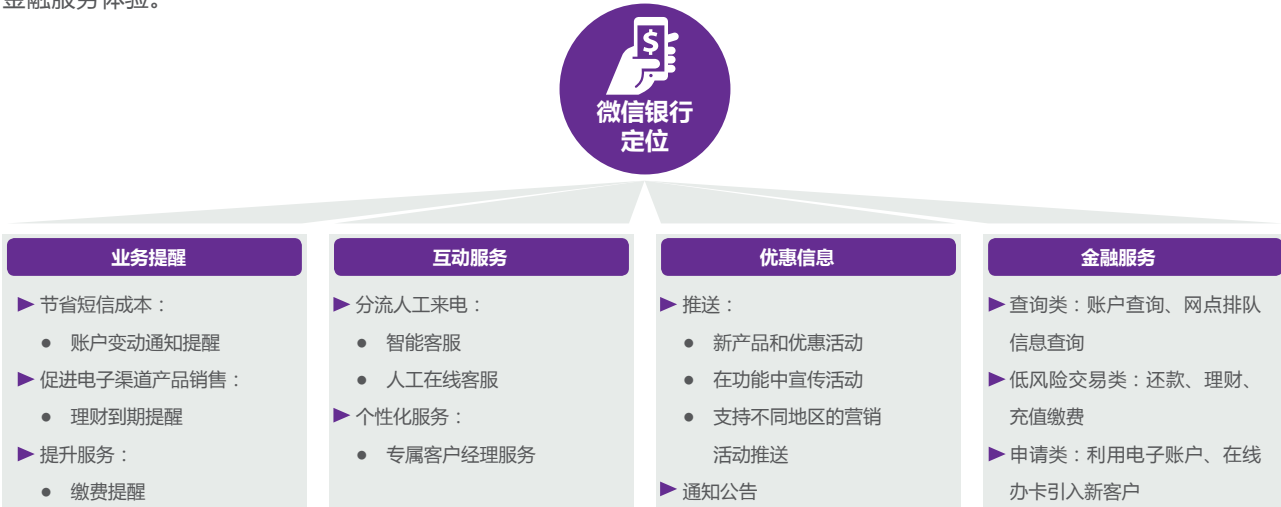 金融服务体验。
$
微信银行
定位
业务提醒
▶节省短信成本：
● 账户变动通知提醒
▶促进电子渠道产品销售：
● 理财到期提醒
▶提升服务：
● 缴费提醒
互动服务
▶分流人工来电：
● 智能客服
● 人工在线客服
▶个性化服务：
● 专属客户经理服务
优惠信息
▶推送：
● 新产品和优惠活动
● 在功能中宣传活动
● 支持不同地区的营销
活动推送
▶通知公告
金融服务
▶查询类：账户查询、网点排队
信息查询
▶低风险交易类：还款、理财、
充值缴费
▶申请类：利用电子账户、在线
办卡引入新客户